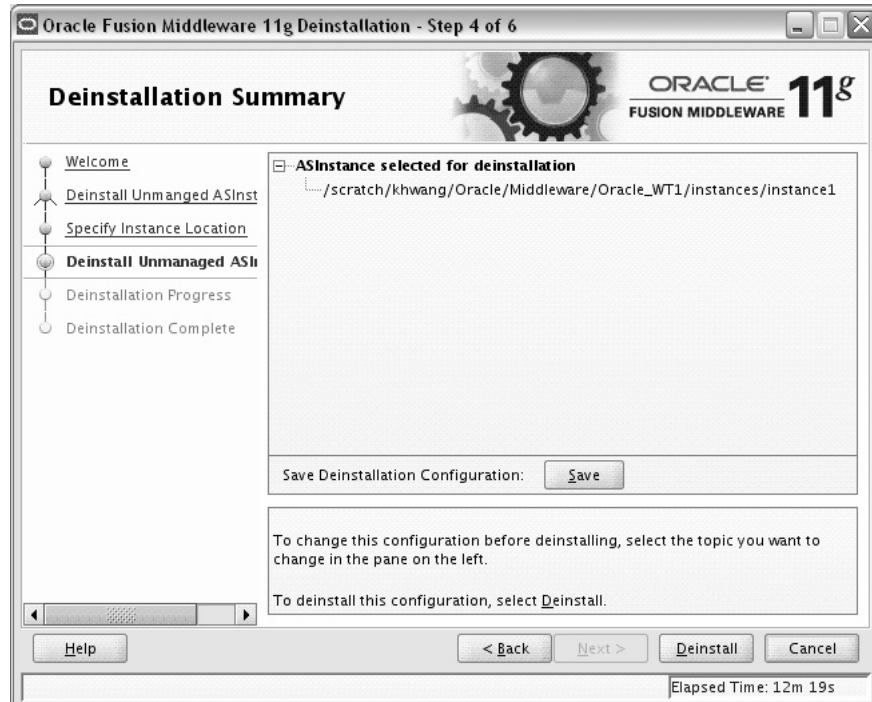 Oracle Fusion Middleware 11g Deinstallation - Step 4 of 6
Deinstallation Summary
ORACLE
FUSION MIDDLEWARE
11g
Welcome
Deinstall Unmanged ASInst
Specify Instance Location
Deinstall Unmanaged ASI
Deinstallation Progress
Deinstallation Complete
ASInstance selected for deinstallation
/scratch/khwang/Oracle/Middleware/Oracle_WT1/instances/instance1
Save Deinstallation Configuration:
Save
To change this configuration before deinstalling, select the topic you want to
change in the pane on the left.
To deinstall this configuration, select Deinstall.
Help
< Back
Next >
Deinstall
Cancel
Elapsed Time: 12m 19s